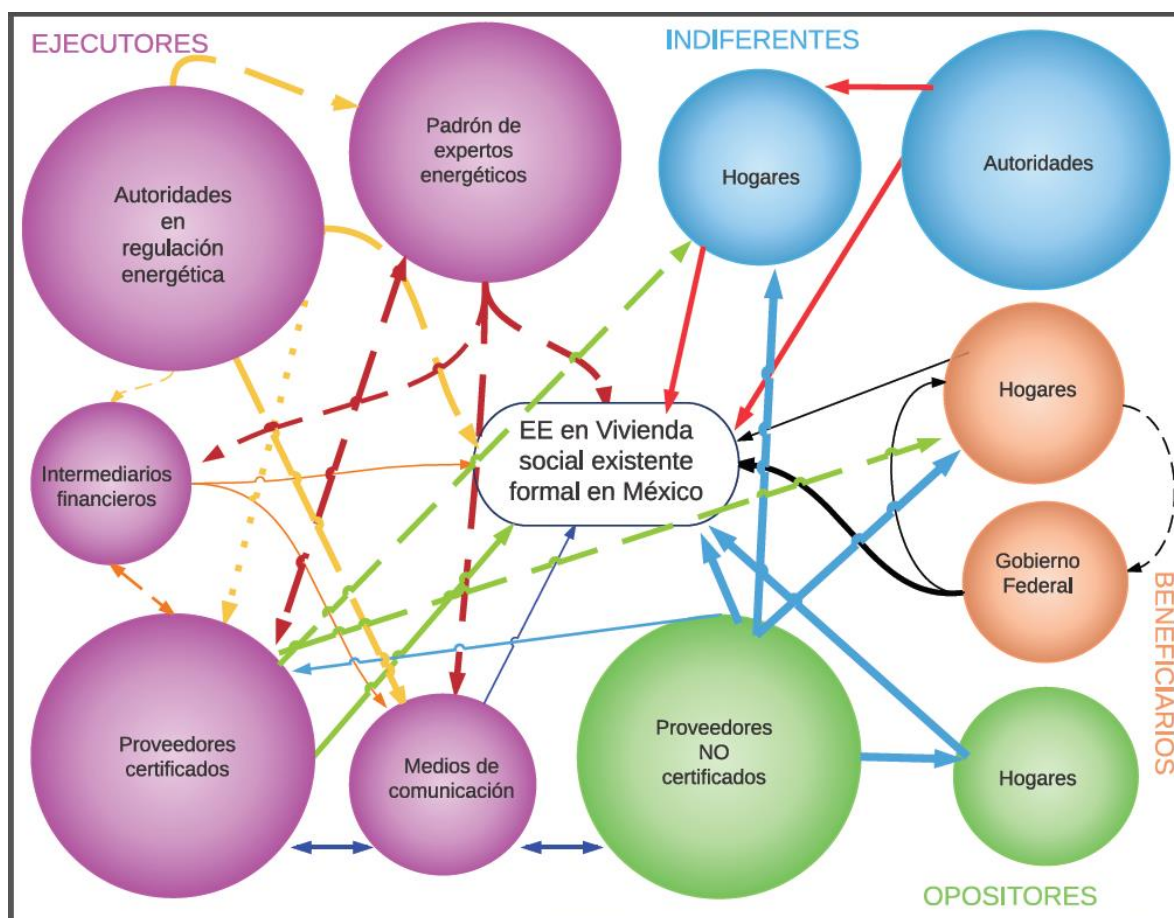 EJECUTORES
INDIFERENTES
Autoridades
en
regulación
energética
Padrón de
expertos
energéticos
Hogares
Autoridades
Intermediarios
financieros
EE en Vivienda
social existente
formal en México
Hogares
Gobierno
Federal
BENEFICIARIOS
Proveedores
certificados
Medios de
comunicación
Proveedores
NO
certificados
Hogares
OPOSITORES